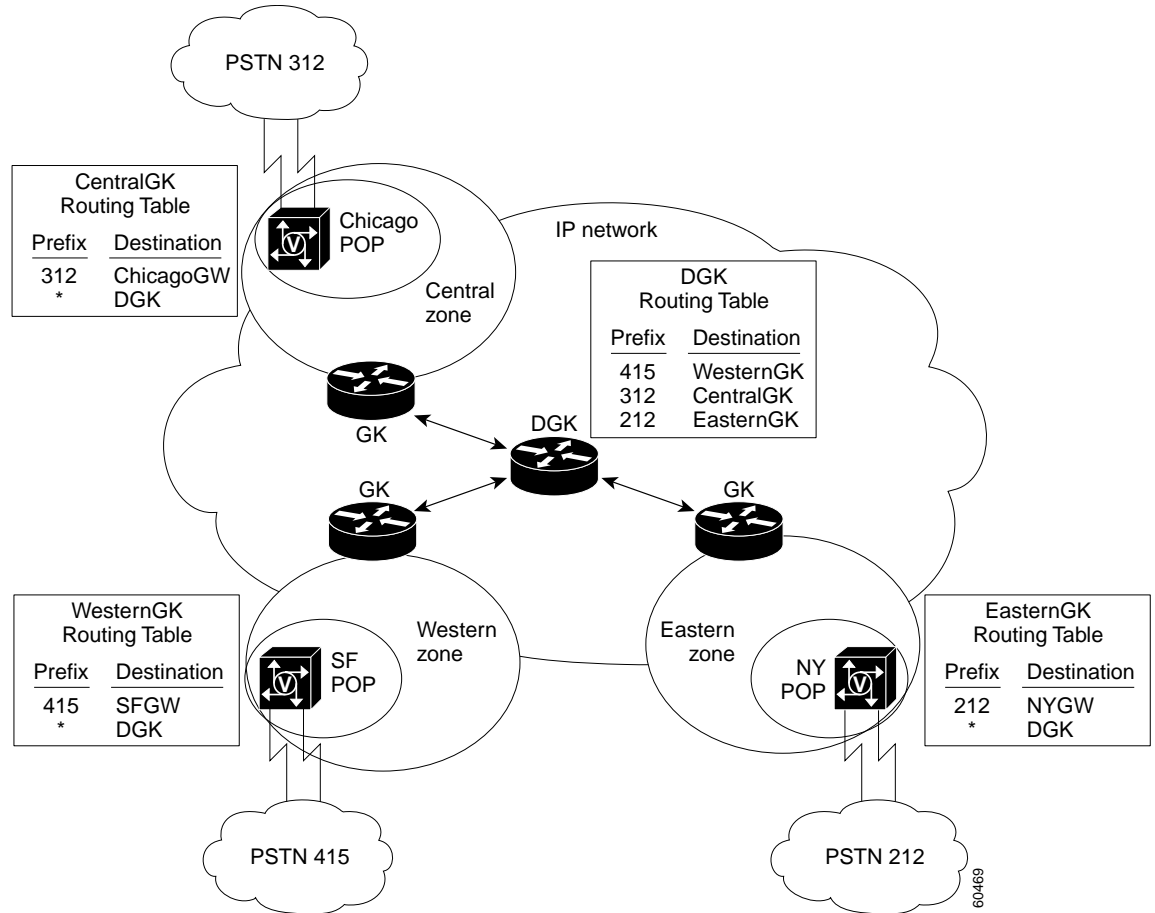 PSTN 312
CentralGK
Routing Table
Prefix Destination
312 ChicagoGW
* DGK
V
Chicago
POP
Central
zone
IP network
DGK
Routing Table
Prefix Destination
415 WesternGK
312 CentralGK
212 EasternGK
GK
DGK
GK
GK
WesternGK
Routing Table
Prefix Destination
415 SFGW
* DGK
V
SF
POP
Western
zone
Eastern
zone
NY
POP
V
EasternGK
Routing Table
Prefix Destination
212 NYGW
* DGK
PSTN 415
PSTN 212
60469